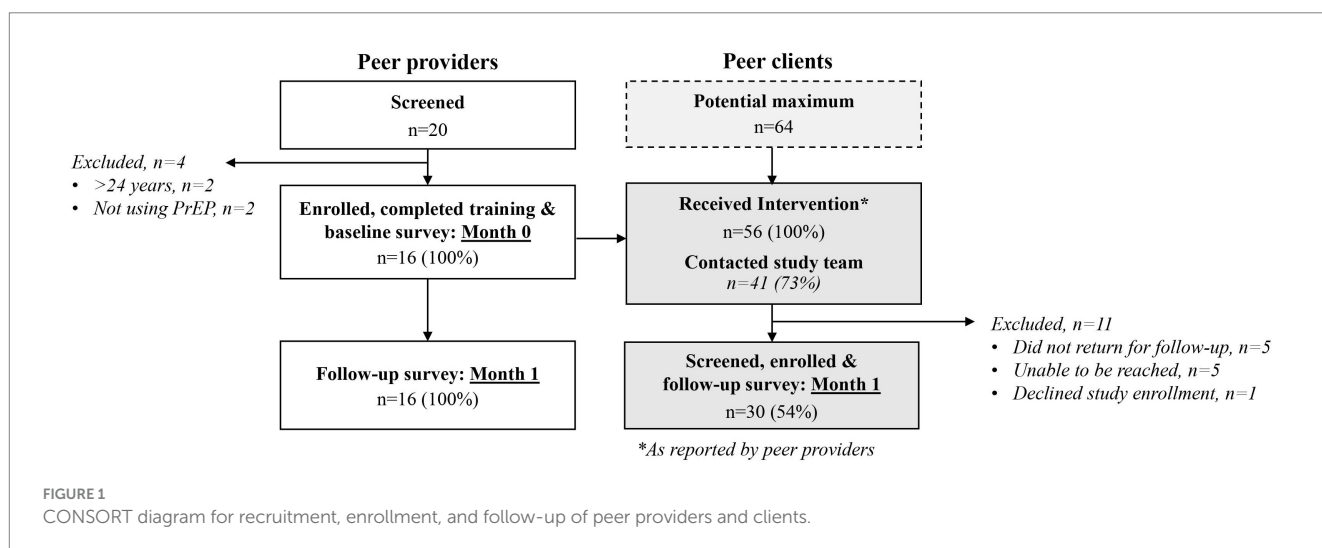 Peer providers
Screened
n=20
Excluded, n=4
• >24 years, n=2
• Not using PrEP, n=2
Enrolled, completed training &
baseline survey: Month 0
n=16 (100%)
Follow-up survey: Month 1
n=16 (100%)
Peer clients
Potential maximum
n=64
Received Intervention*
n=56 (100%)
Contacted study team
n=41 (73%)
Excluded, n=11
• Did not return for follow-up, n=5
• Unable to be reached, n=5
• Declined study enrollment, n=1
Screened, enrolled &
follow-up survey: Month 1
n=30 (54%)
*As reported by peer providers
FIGURE 1
CONSORT diagram for recruitment, enrollment, and follow-up of peer providers and clients.